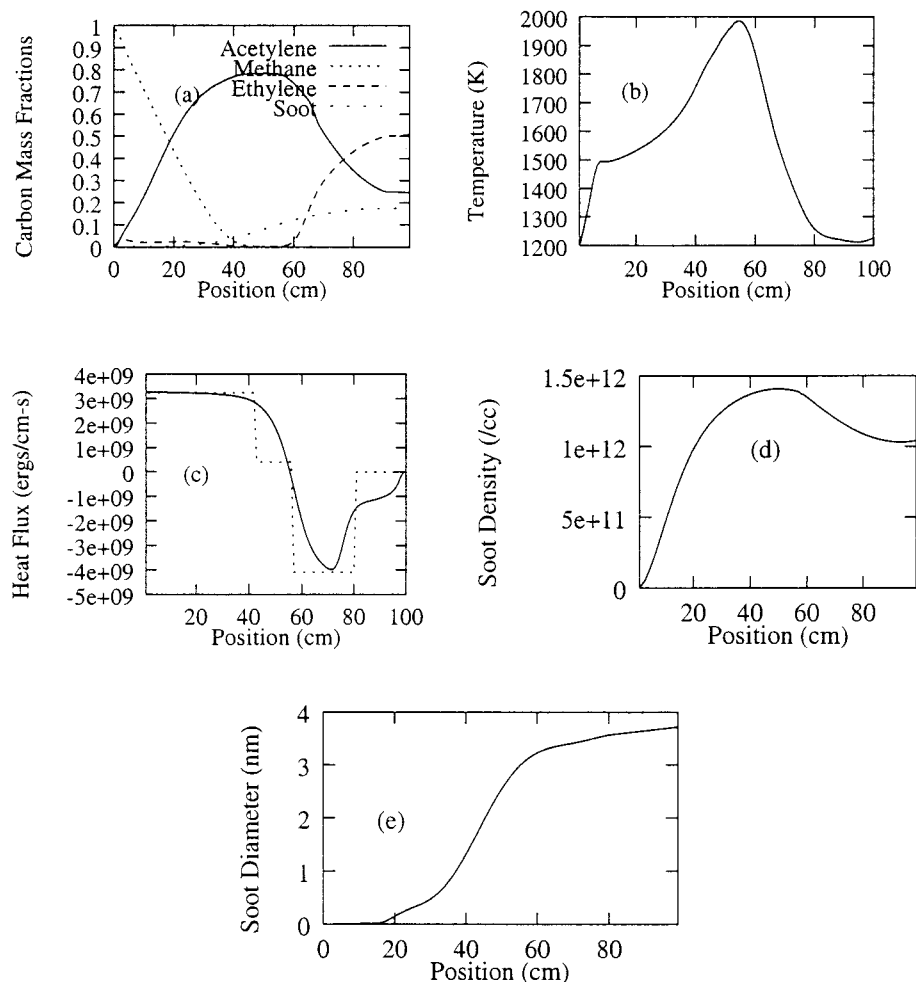 Carbon Mass Fractions
1
0.9
0.8
0.7
0.6
0.5
0.4
0.3
0.2
0.1
0
Acetylene
Methane
Ethylene
Soot
(a)
0 20 40 60 80
Position (cm)
Temperature (K)
2000
1900
1800
1700
1600
1500
1400
1300
1200
(b)
20 40 60 80 100
Position (cm)
Heat Flux (ergs/cm-s)
4e+09
3e+09
2e+09
1e+09
0
-1e+09
-2e+09
-3e+09
-4e+09
-5e+09
(c)
20 40 60 80 100
Position (cm)
Soot Density (/cc)
1.5e+12
1e+12
5e+11
0
(d)
20 40 60 80
Position (cm)
Soot Diameter (nm)
4
3
2
1
0
(e)
0 20 40 60 80
Position (cm)